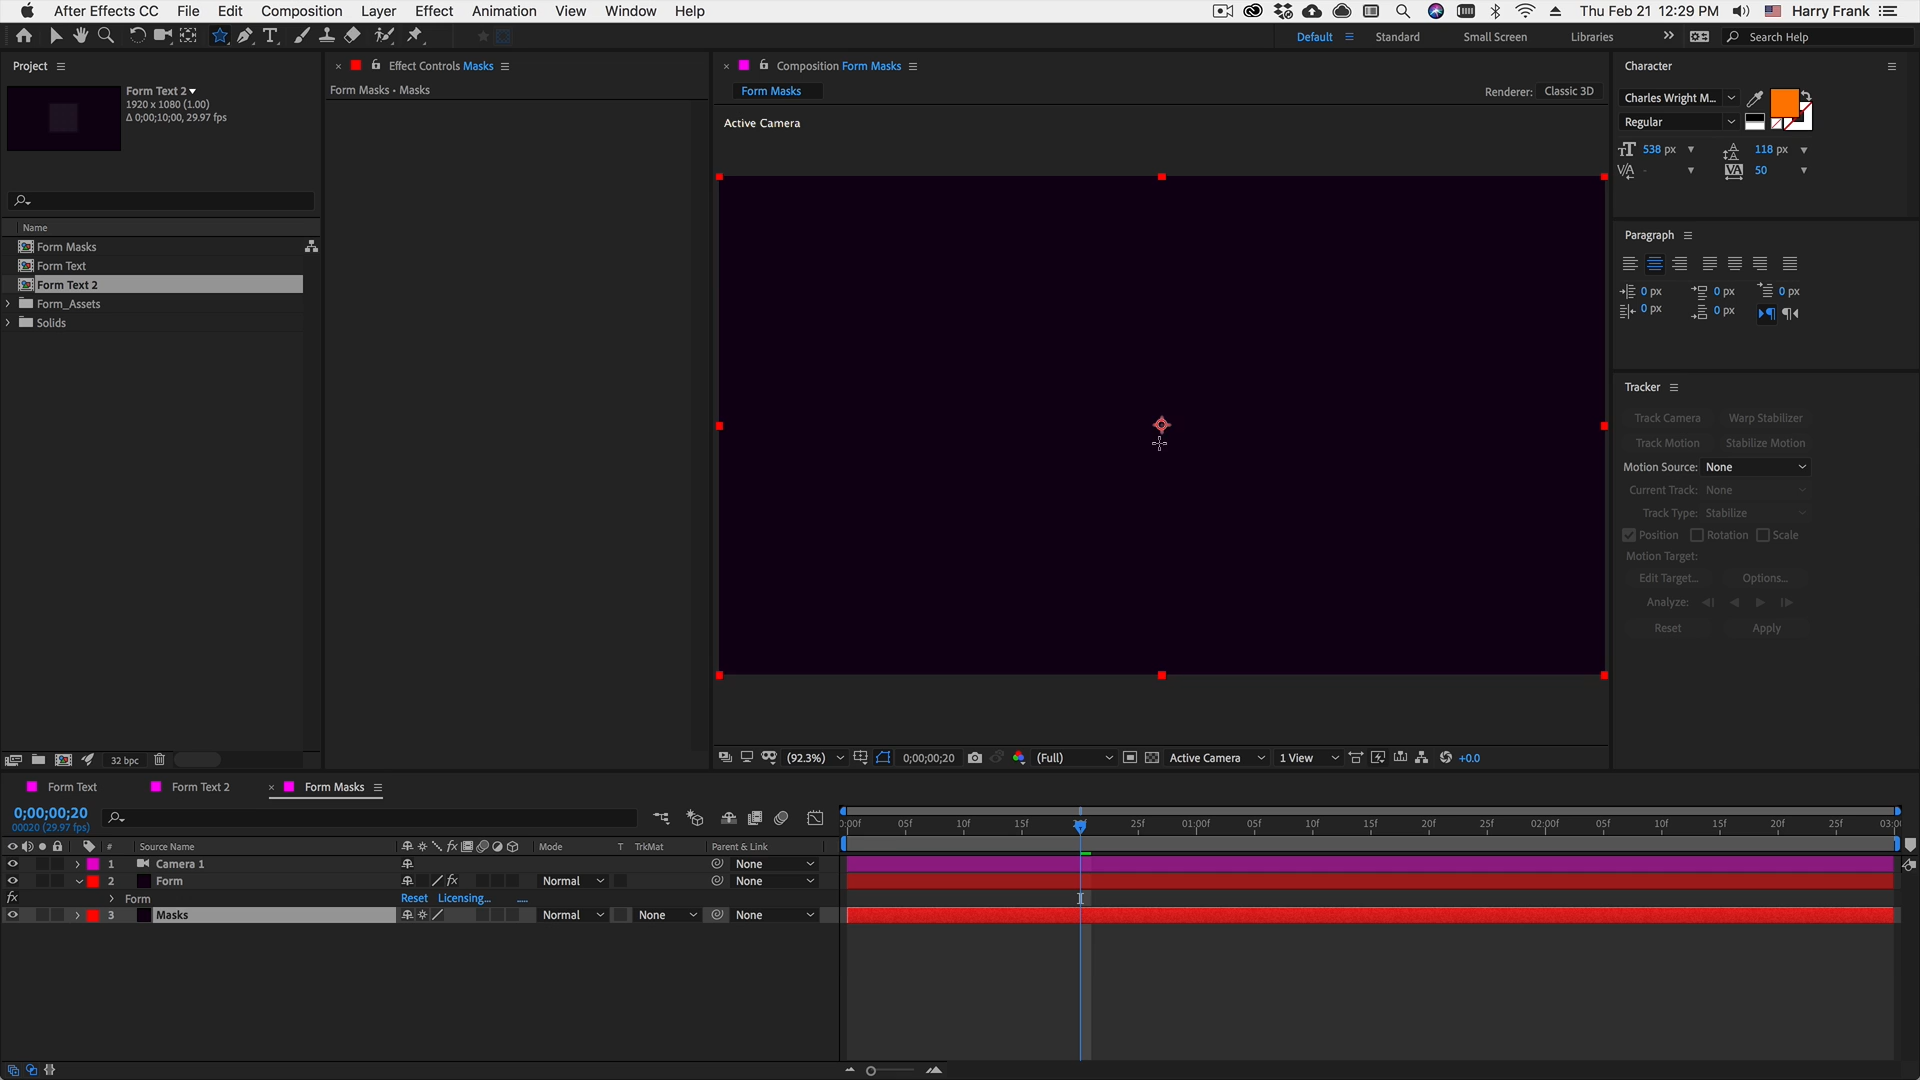 After Effects CC File Edit Composition Layer Effect Animation View Window Help Thu Feb 21 12:29 PM Harry Frank
Default Standard Small Screen Libraries Search Help
Project
Form Text 2
1920 x 1080 (1.00)
Δ 0;00;10;00, 29.97 fps
Name
Form Masks
Form Text
Form Text 2
Form_Assets
Solids
32 bpc
Effect Controls Masks
Form Masks • Masks
Composition Form Masks
Form Masks
Renderer: Classic 3D
Active Camera
(92.3%) 0;00;00;20 (Full) Active Camera 1 View +0.0
Character
Charles Wright M...
Regular
538 px 118 px
- 50
Paragraph
0 px 0 px 0 px
0 px 0 px
Tracker
Track Camera Warp Stabilizer
Track Motion Stabilize Motion
Motion Source: None
Current Track: None
Track Type: Stabilize
Position Rotation Scale
Motion Target:
Edit Target... Options...
Analyze:
Reset Apply
Form Text Form Text 2 Form Masks
0;00;00;20
00020 (29.97 fps)
05f 10f 15f 25f 01:00f 05f 10f 15f 20f 25f 02:00f 05f 10f 15f 20f 25f
# Source Name Mode T TrkMat Parent & Link
1 Camera 1 None
2 Form Normal None
Form Reset Licensing...
3 Masks Normal None None